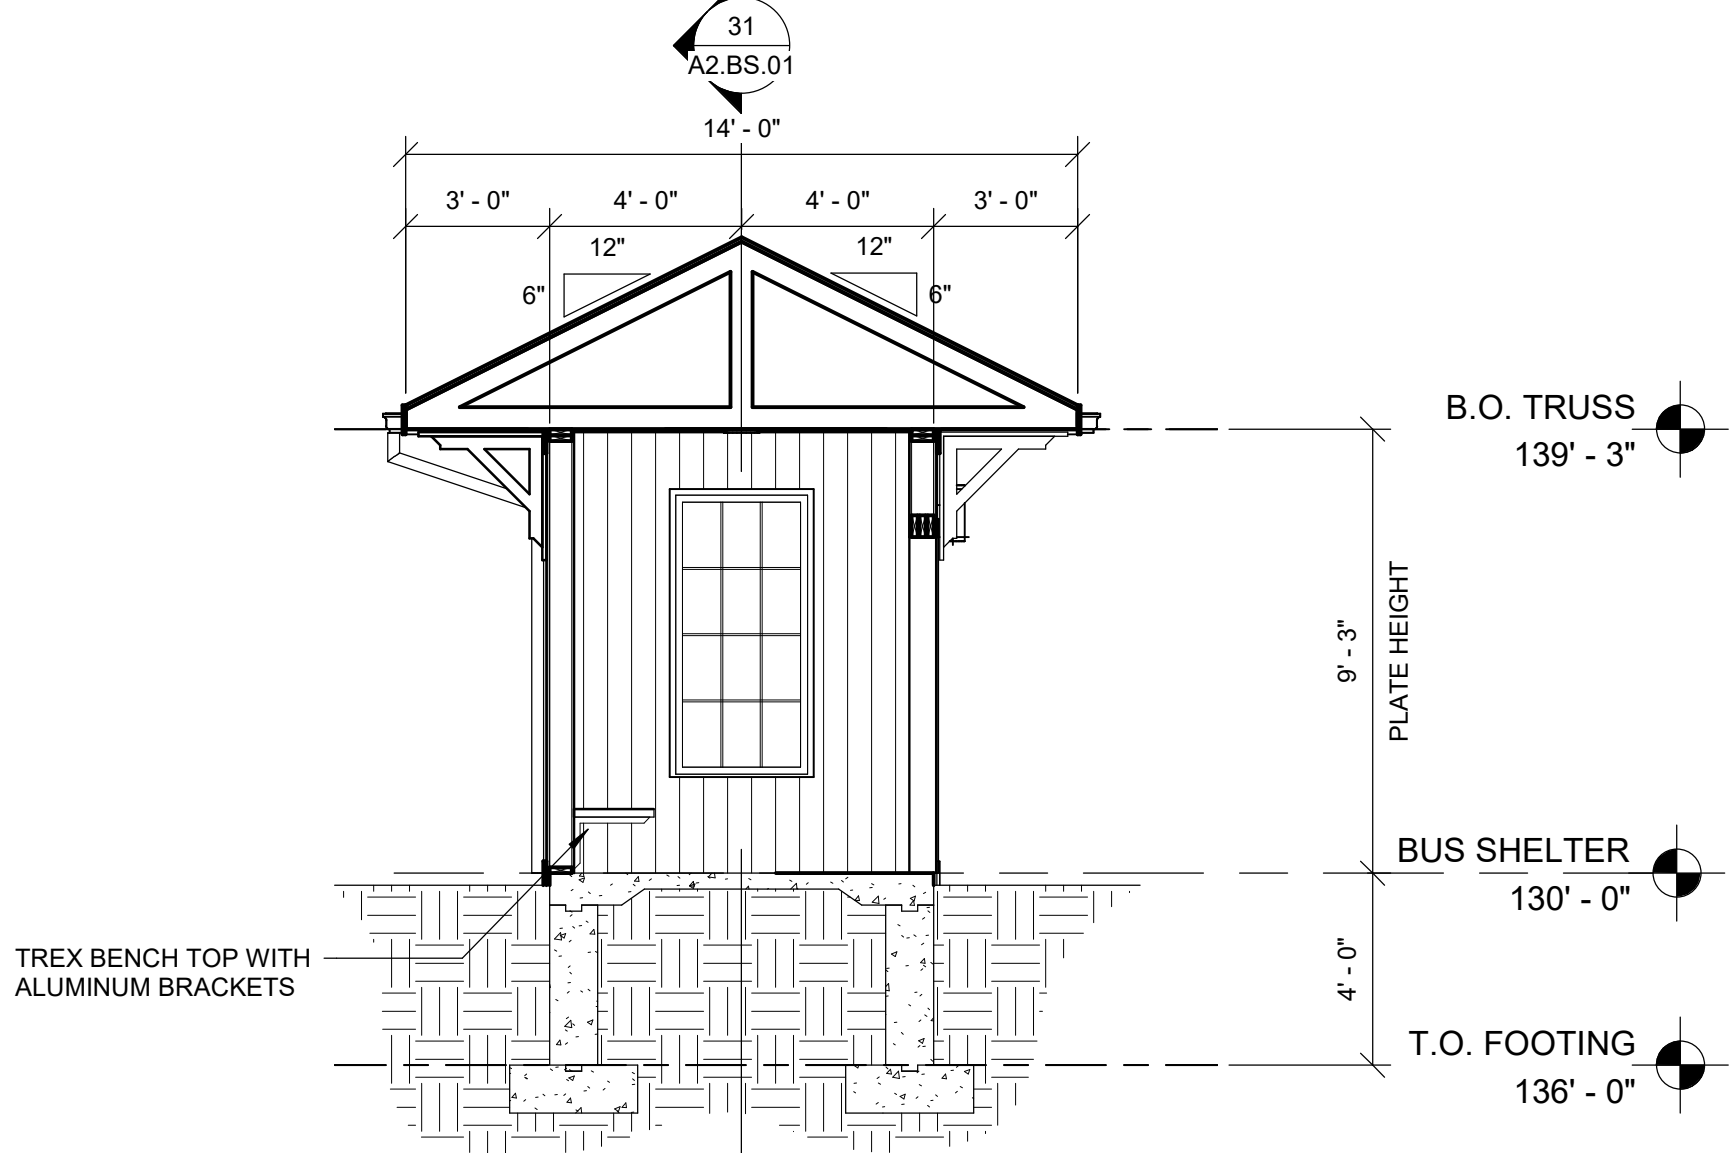 31
A2.BS.01
14' - 0"
3' - 0"
4' - 0"
4' - 0"
3' - 0"
12"
12"
6"
6"
B.O. TRUSS
139' - 3"
9' - 3"
PLATE HEIGHT
BUS SHELTER
130' - 0"
TREX BENCH TOP WITH
ALUMINUM BRACKETS
4' - 0"
T.O. FOOTING
136' - 0"